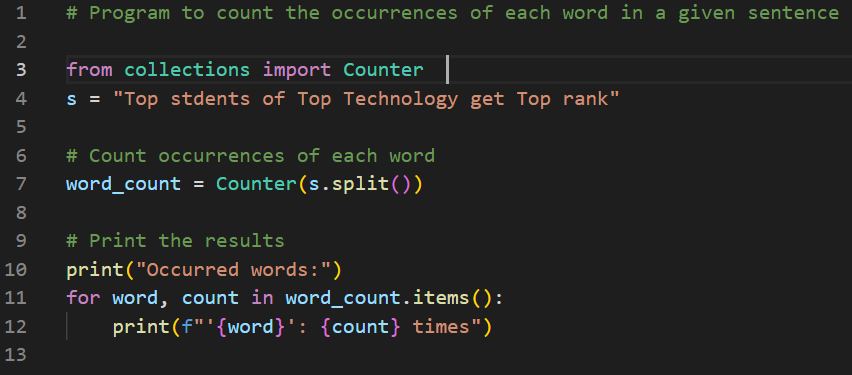 1 # Program to count the occurrences of each word in a given sentence
2
3 from collections import Counter
4 s = "Top stdents of Top Technology get Top rank"
5
6 # Count occurrences of each word
7 word_count = Counter(s.split())
8
9 # Print the results
10 print("Occurred words:")
11 for word, count in word_count.items():
12     print(f"'{word}': {count} times")
13